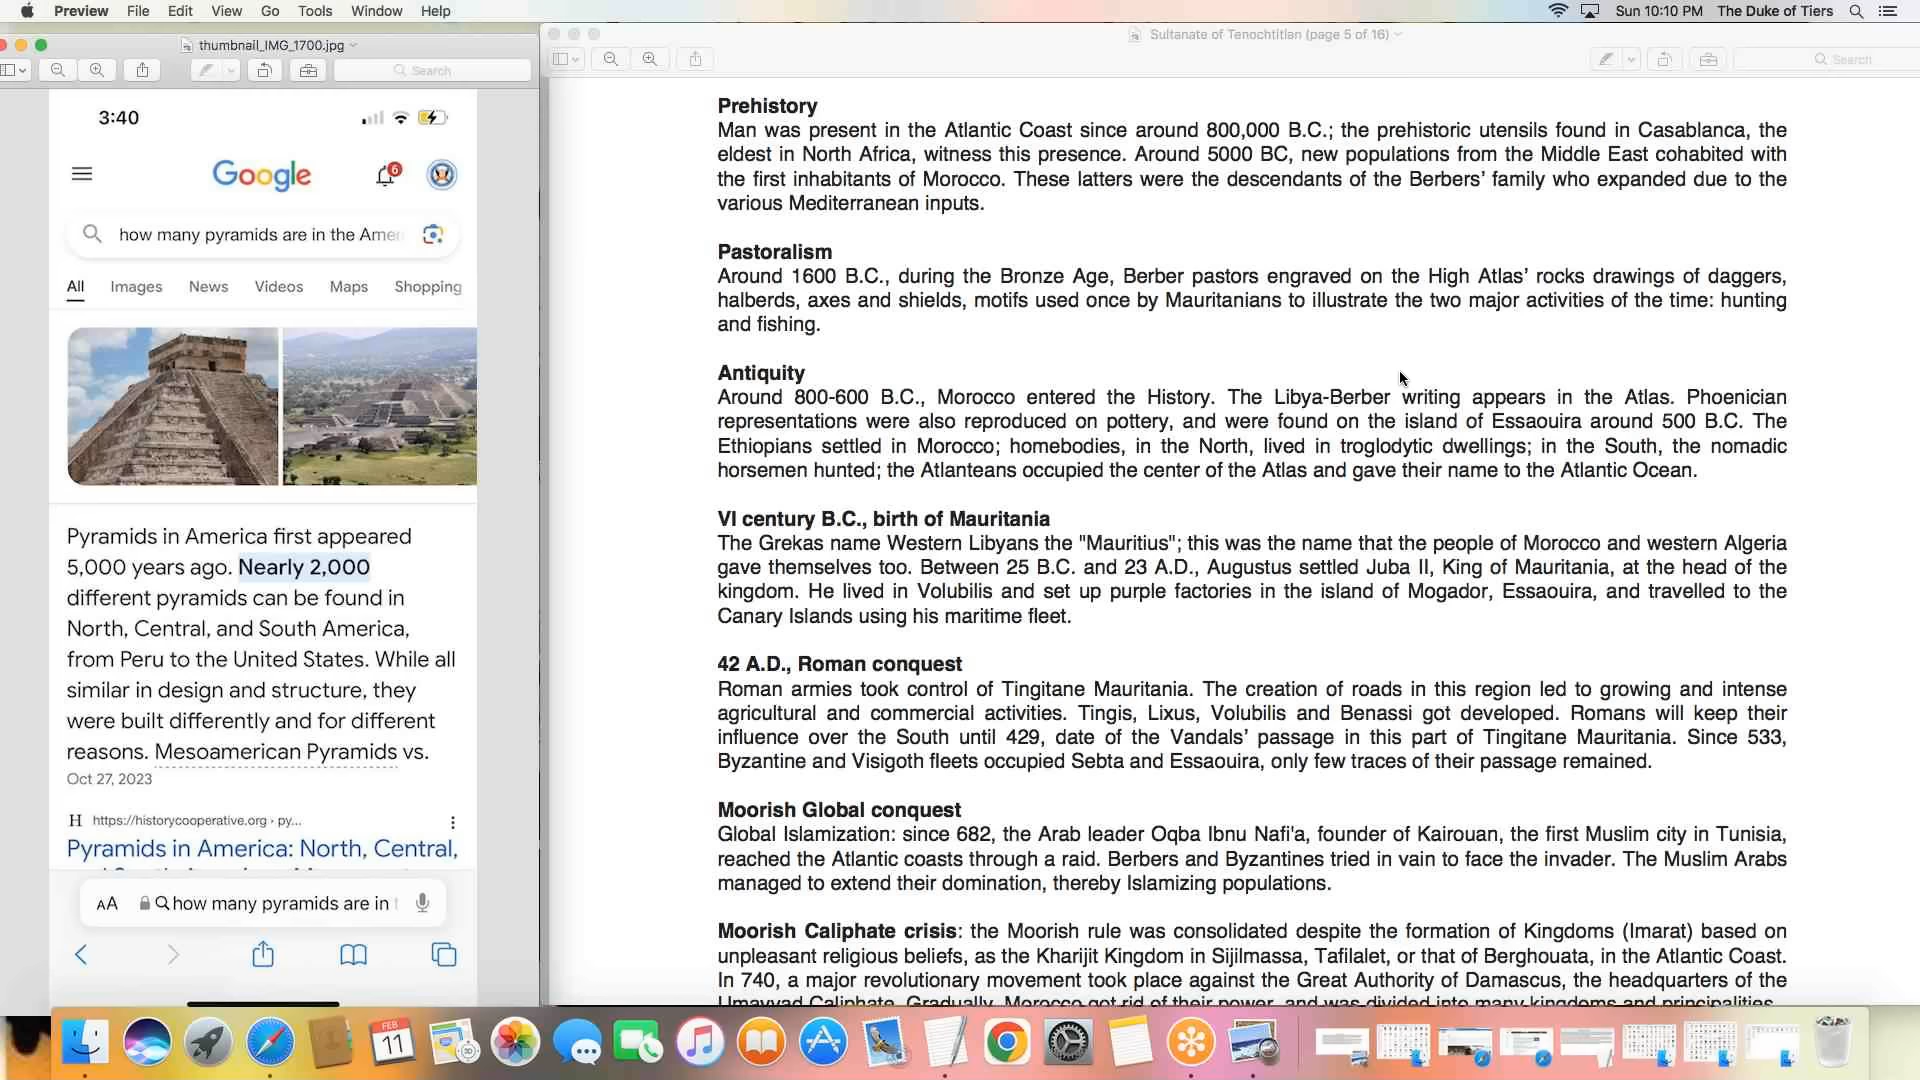 Preview File Edit View Go Tools Window Help
Sun 10:10 PM The Duke of Tiers
thumbnail_IMG_1700.jpg
Search
3:40
Google
6
how many pyramids are in the Amer
All Images News Videos Maps Shopping
Pyramids in America first appeared
5,000 years ago. Nearly 2,000
different pyramids can be found in
North, Central, and South America,
from Peru to the United States. While all
similar in design and structure, they
were built differently and for different
reasons. Mesoamerican Pyramids vs.
Oct 27, 2023
H https://historycooperative.org › py...
Pyramids in America: North, Central,
AA how many pyramids are in
Sultanate of Tenochtitlan (page 5 of 16)
Search
Prehistory
Man was present in the Atlantic Coast since around 800,000 B.C.; the prehistoric utensils found in Casablanca, the
eldest in North Africa, witness this presence. Around 5000 BC, new populations from the Middle East cohabited with
the first inhabitants of Morocco. These latters were the descendants of the Berbers’ family who expanded due to the
various Mediterranean inputs.
Pastoralism
Around 1600 B.C., during the Bronze Age, Berber pastors engraved on the High Atlas’ rocks drawings of daggers,
halberds, axes and shields, motifs used once by Mauritanians to illustrate the two major activities of the time: hunting
and fishing.
Antiquity
Around 800-600 B.C., Morocco entered the History. The Libya-Berber writing appears in the Atlas. Phoenician
representations were also reproduced on pottery, and were found on the island of Essaouira around 500 B.C. The
Ethiopians settled in Morocco; homebodies, in the North, lived in troglodytic dwellings; in the South, the nomadic
horsemen hunted; the Atlanteans occupied the center of the Atlas and gave their name to the Atlantic Ocean.
VI century B.C., birth of Mauritania
The Grekas name Western Libyans the "Mauritius"; this was the name that the people of Morocco and western Algeria
gave themselves too. Between 25 B.C. and 23 A.D., Augustus settled Juba II, King of Mauritania, at the head of the
kingdom. He lived in Volubilis and set up purple factories in the island of Mogador, Essaouira, and travelled to the
Canary Islands using his maritime fleet.
42 A.D., Roman conquest
Roman armies took control of Tingitane Mauritania. The creation of roads in this region led to growing and intense
agricultural and commercial activities. Tingis, Lixus, Volubilis and Benassi got developed. Romans will keep their
influence over the South until 429, date of the Vandals’ passage in this part of Tingitane Mauritania. Since 533,
Byzantine and Visigoth fleets occupied Sebta and Essaouira, only few traces of their passage remained.
Moorish Global conquest
Global Islamization: since 682, the Arab leader Oqba Ibnu Nafi'a, founder of Kairouan, the first Muslim city in Tunisia,
reached the Atlantic coasts through a raid. Berbers and Byzantines tried in vain to face the invader. The Muslim Arabs
managed to extend their domination, thereby Islamizing populations.
Moorish Caliphate crisis: the Moorish rule was consolidated despite the formation of Kingdoms (Imarat) based on
unpleasant religious beliefs, as the Kharijit Kingdom in Sijilmassa, Tafilalet, or that of Berghouata, in the Atlantic Coast.
In 740, a major revolutionary movement took place against the Great Authority of Damascus, the headquarters of the
Umayyad Caliphate. Gradually, Morocco got rid of their power, and was divided into many kingdoms and principalities.
FEB
11